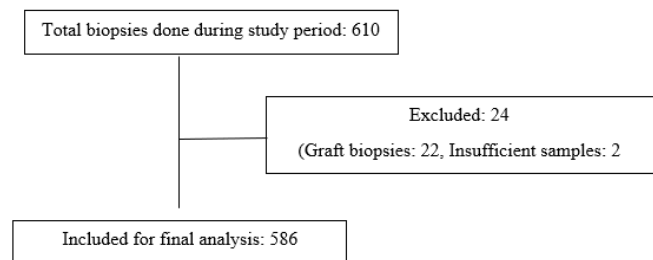 Total biopsies done during study period: 610
Excluded: 24
(Graft biopsies: 22, Insufficient samples: 2
Included for final analysis: 586